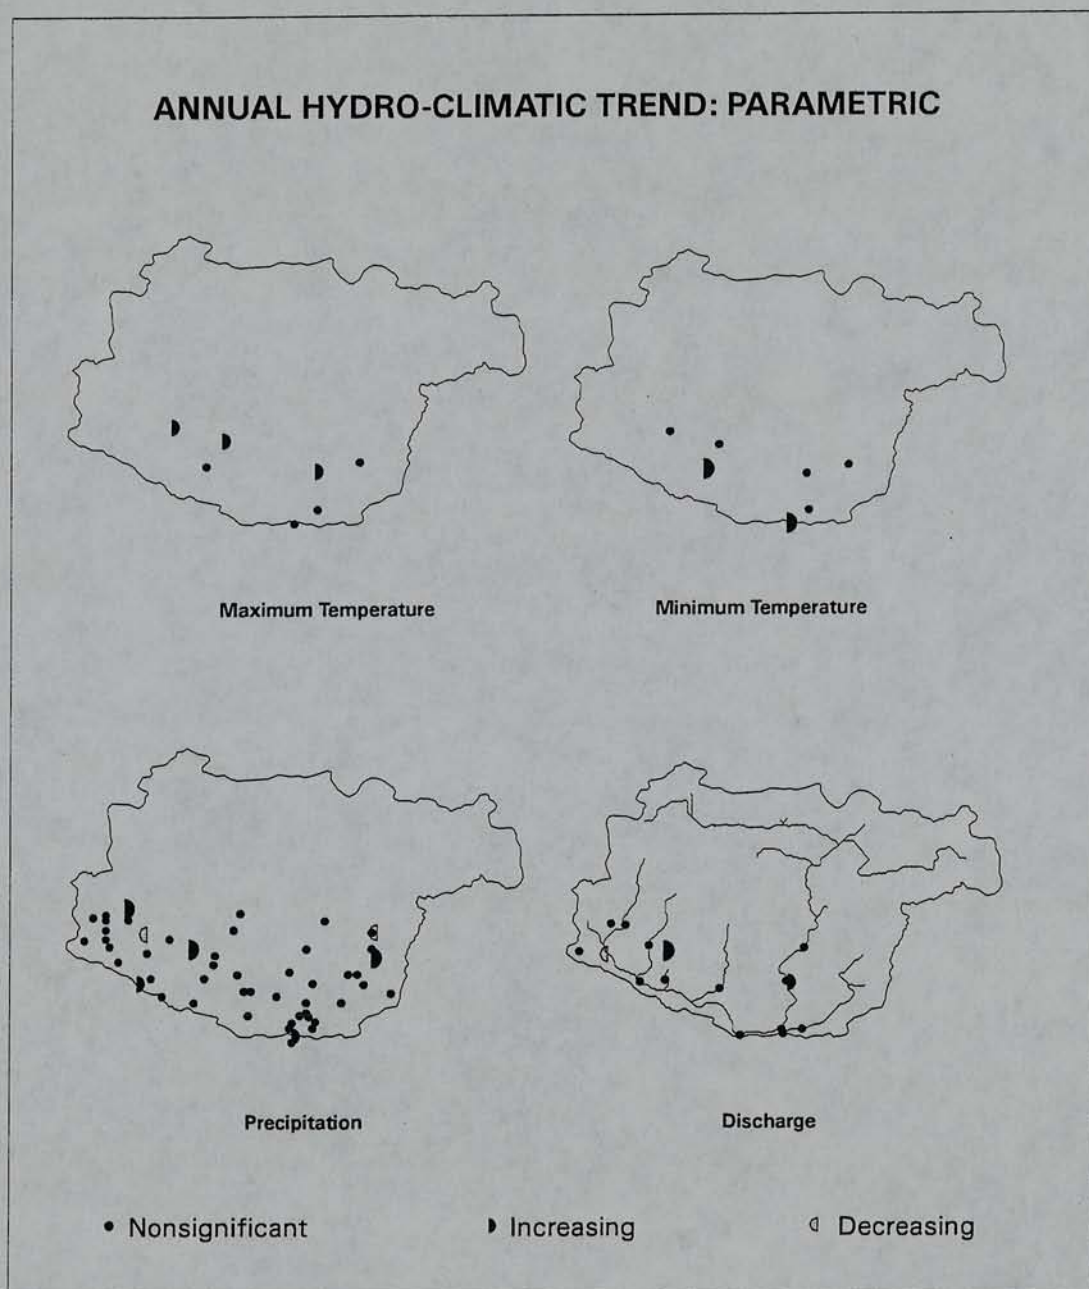 ANNUAL HYDRO-CLIMATIC TREND: PARAMETRIC
Maximum Temperature
Minimum Temperature
Precipitation
Discharge
Nonsignificant
Increasing
Decreasing